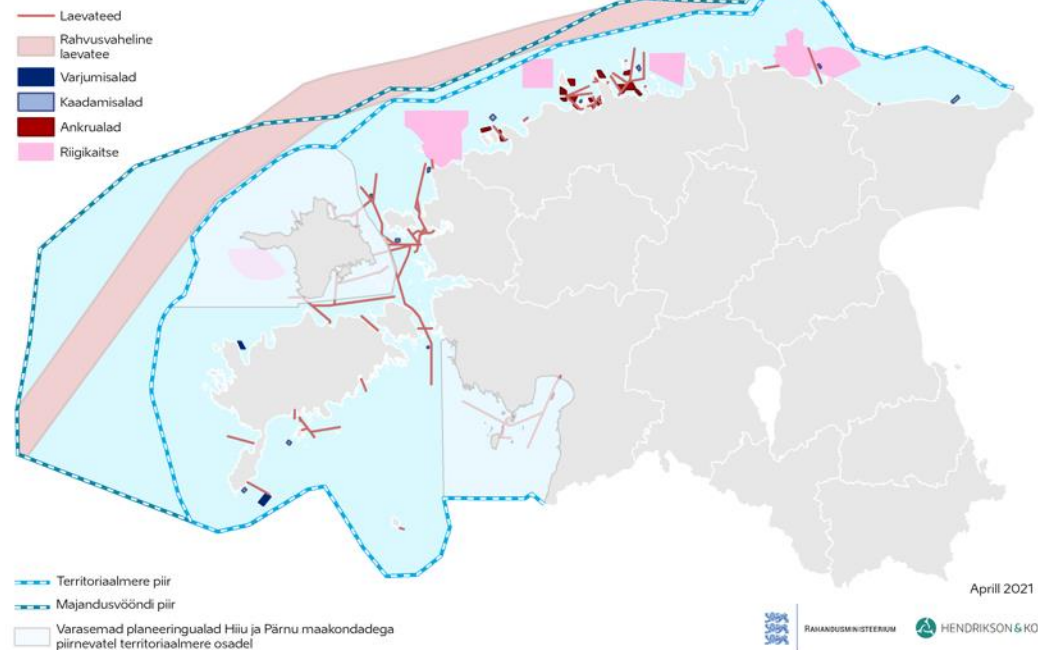 Laevateed
Rahvusvaheline
laevatee
Varjumisalad
Kaadamisalad
Ankrualad
Riigikaitse
Territoriaalmere piir
Majandusvööndi piir
Varasemad planeeringualad Hiiu ja Pärnu maakondadega
piirnevatel territoriaalmere osadel
Aprill 2021
RAHANDUSMINISTEERIUM
HENDRIKSON & KO